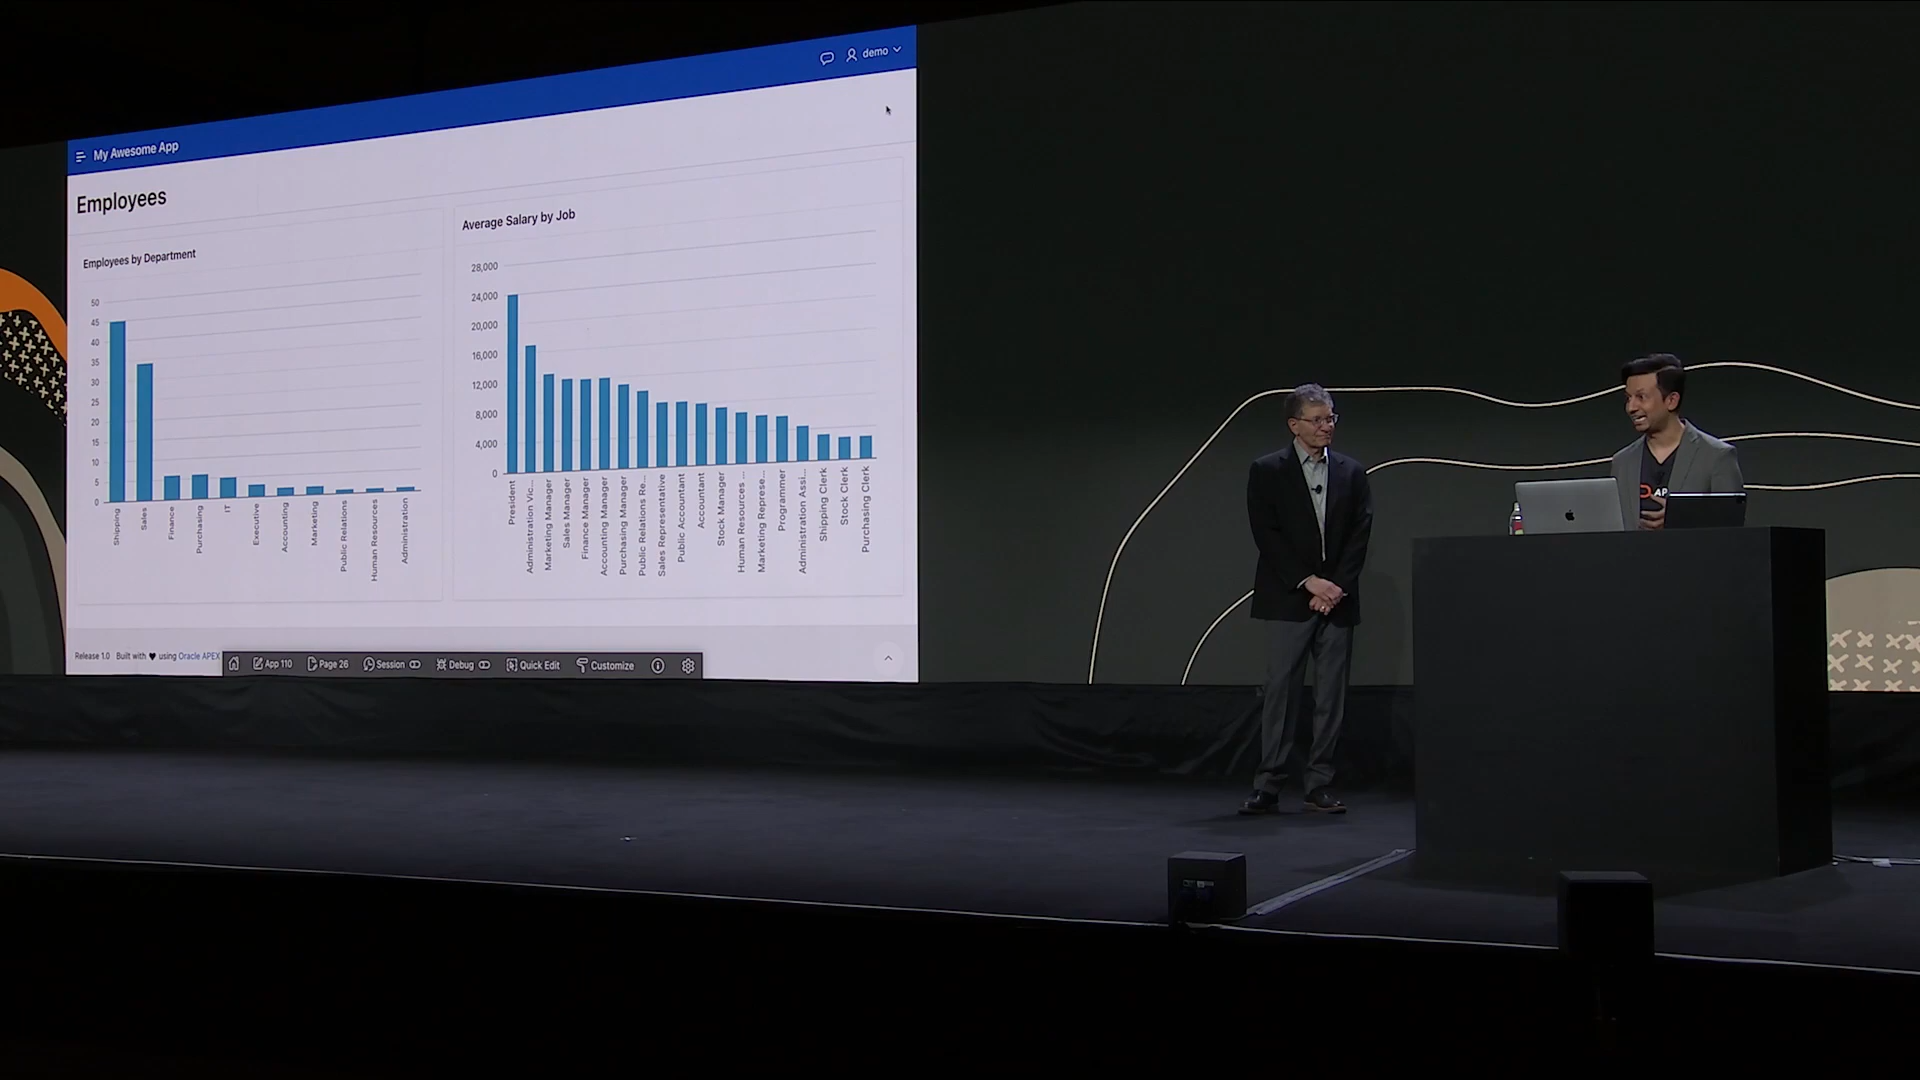 demo
My Awesome App
Employees
Employees by Department
50
45
40
35
30
25
20
15
10
5
0
Shipping
Sales
Finance
Purchasing
IT
Executive
Accounting
Marketing
Public Relations
Human Resources
Administration
Average Salary by Job
28,000
24,000
20,000
16,000
12,000
8,000
4,000
0
President
Administration Vic...
Marketing Manager
Sales Manager
Finance Manager
Accounting Manager
Purchasing Manager
Public Relations Re...
Sales Representative
Public Accountant
Accountant
Stock Manager
Human Resources ...
Marketing Represe...
Programmer
Administration Assi...
Shipping Clerk
Stock Clerk
Purchasing Clerk
Release 1.0 Built with ♥ using Oracle APEX
App 110
Page 26
Session
Debug
Quick Edit
Customize
AP